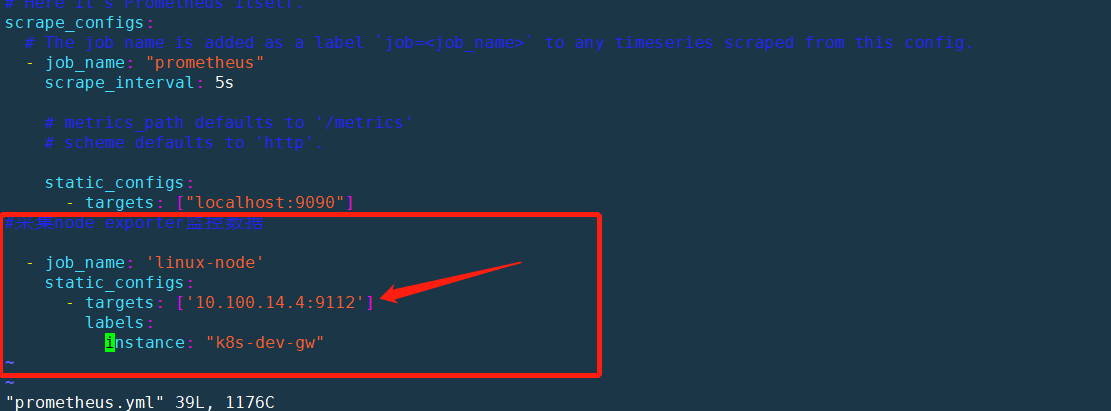 # Here it's Prometheus itself.
scrape_configs:
# The job name is added as a label `job=<job_name>` to any timeseries scraped from this config.
- job_name: "prometheus"
scrape_interval: 5s
# metrics_path defaults to '/metrics'
# scheme defaults to 'http'.
static_configs:
- targets: ["localhost:9090"]
#采集node exporter监控数据
- job_name: 'linux-node'
static_configs:
- targets: ['10.100.14.4:9112']
labels:
instance: "k8s-dev-gw"
~
~
"prometheus.yml" 39L, 1176C